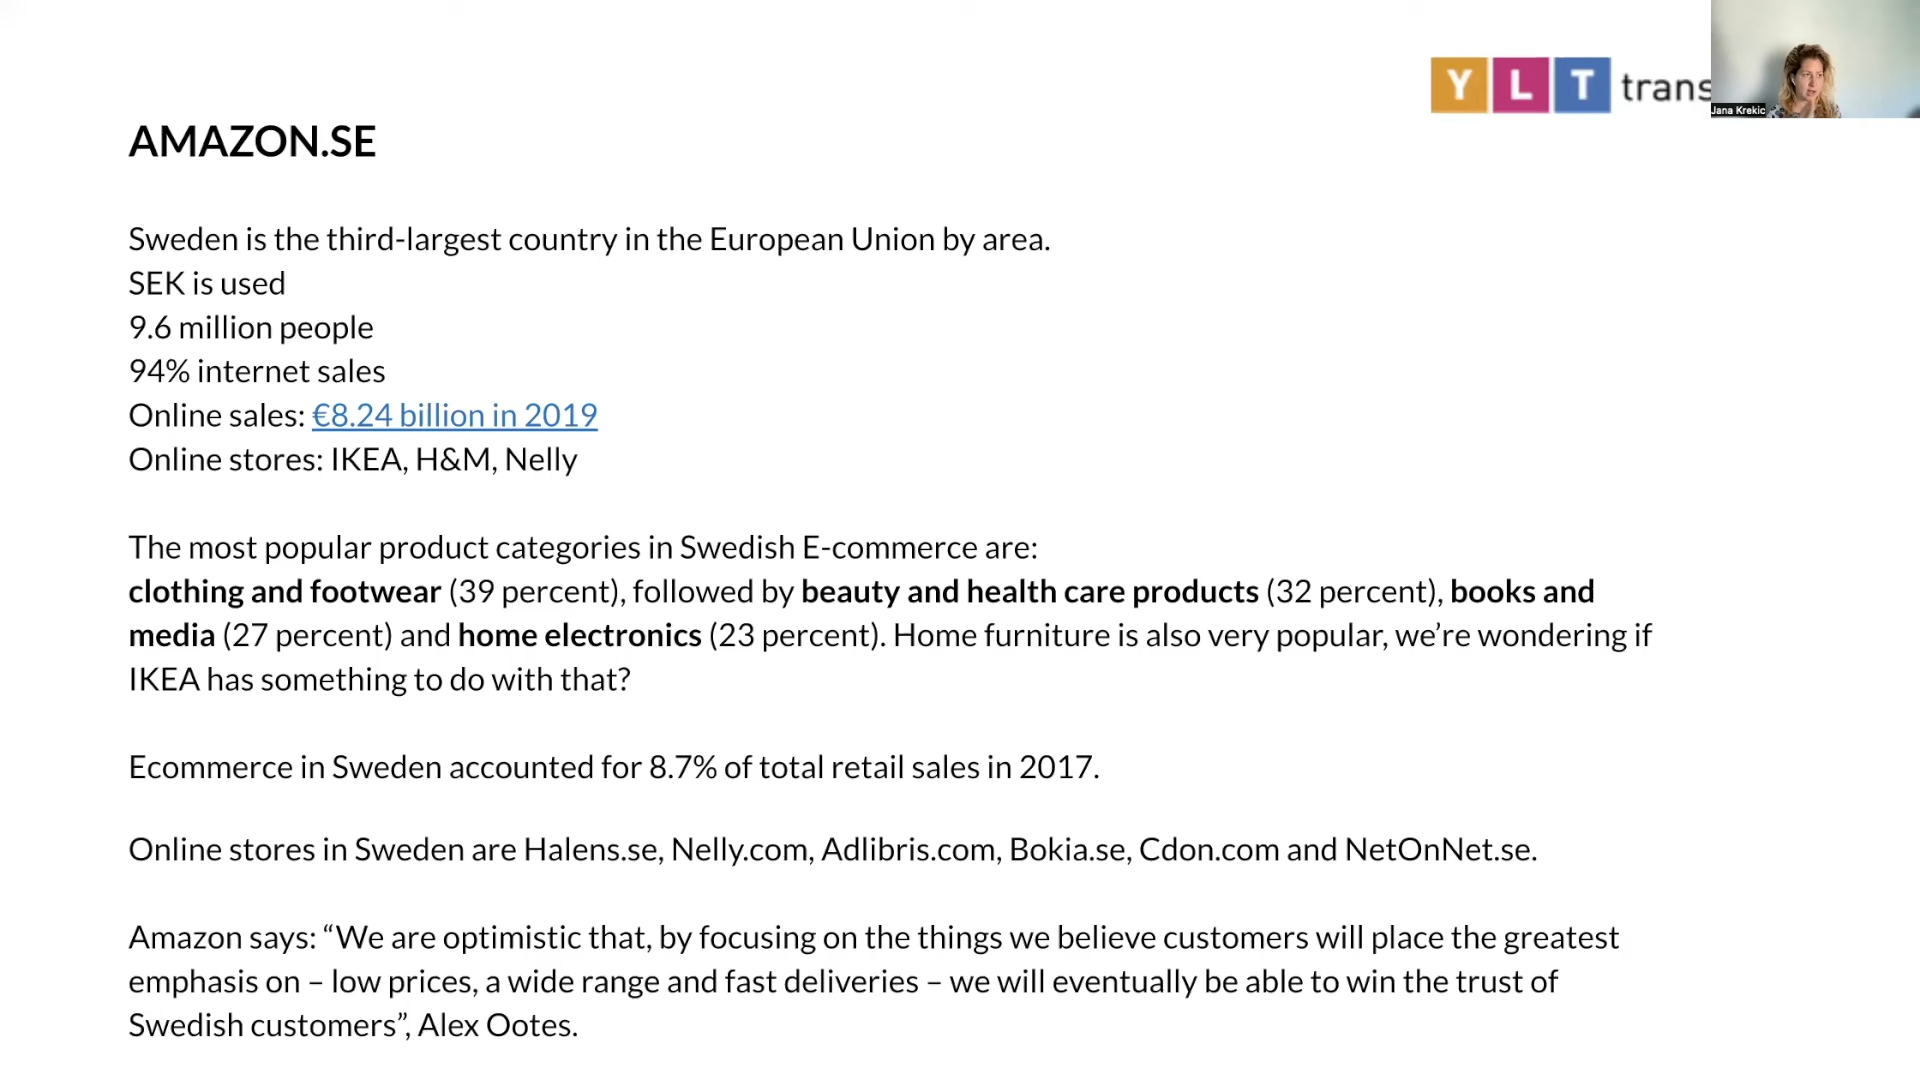 Y L T trans
Jana Krekic
AMAZON.SE
Sweden is the third-largest country in the European Union by area.
SEK is used
9.6 million people
94% internet sales
Online sales: €8.24 billion in 2019
Online stores: IKEA, H&M, Nelly
The most popular product categories in Swedish E-commerce are:
clothing and footwear (39 percent), followed by beauty and health care products (32 percent), books and
media (27 percent) and home electronics (23 percent). Home furniture is also very popular, we’re wondering if
IKEA has something to do with that?
Ecommerce in Sweden accounted for 8.7% of total retail sales in 2017.
Online stores in Sweden are Halens.se, Nelly.com, Adlibris.com, Bokia.se, Cdon.com and NetOnNet.se.
Amazon says: “We are optimistic that, by focusing on the things we believe customers will place the greatest
emphasis on – low prices, a wide range and fast deliveries – we will eventually be able to win the trust of
Swedish customers”, Alex Ootes.